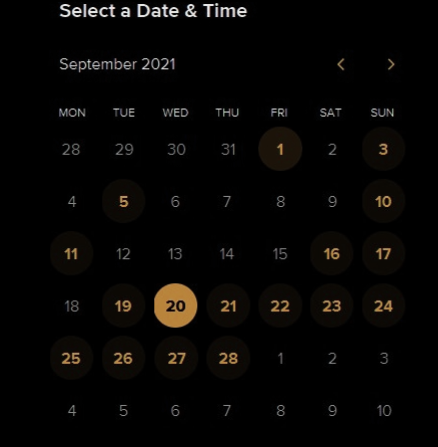 Select a Date & Time
September 2021
MON TUE WED THU FRI SAT SUN
28 29 30 31 1 2 3
4 5 6 7 8 9 10
11 12 13 14 15 16 17
18 19 20 21 22 23 24
25 26 27 28 1 2 3
4 5 6 7 8 9 10